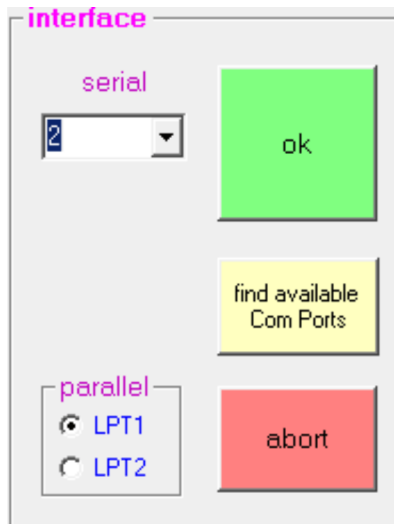 interface
serial
2
ok
find available
Com Ports
parallel
LPT1
LPT2
abort